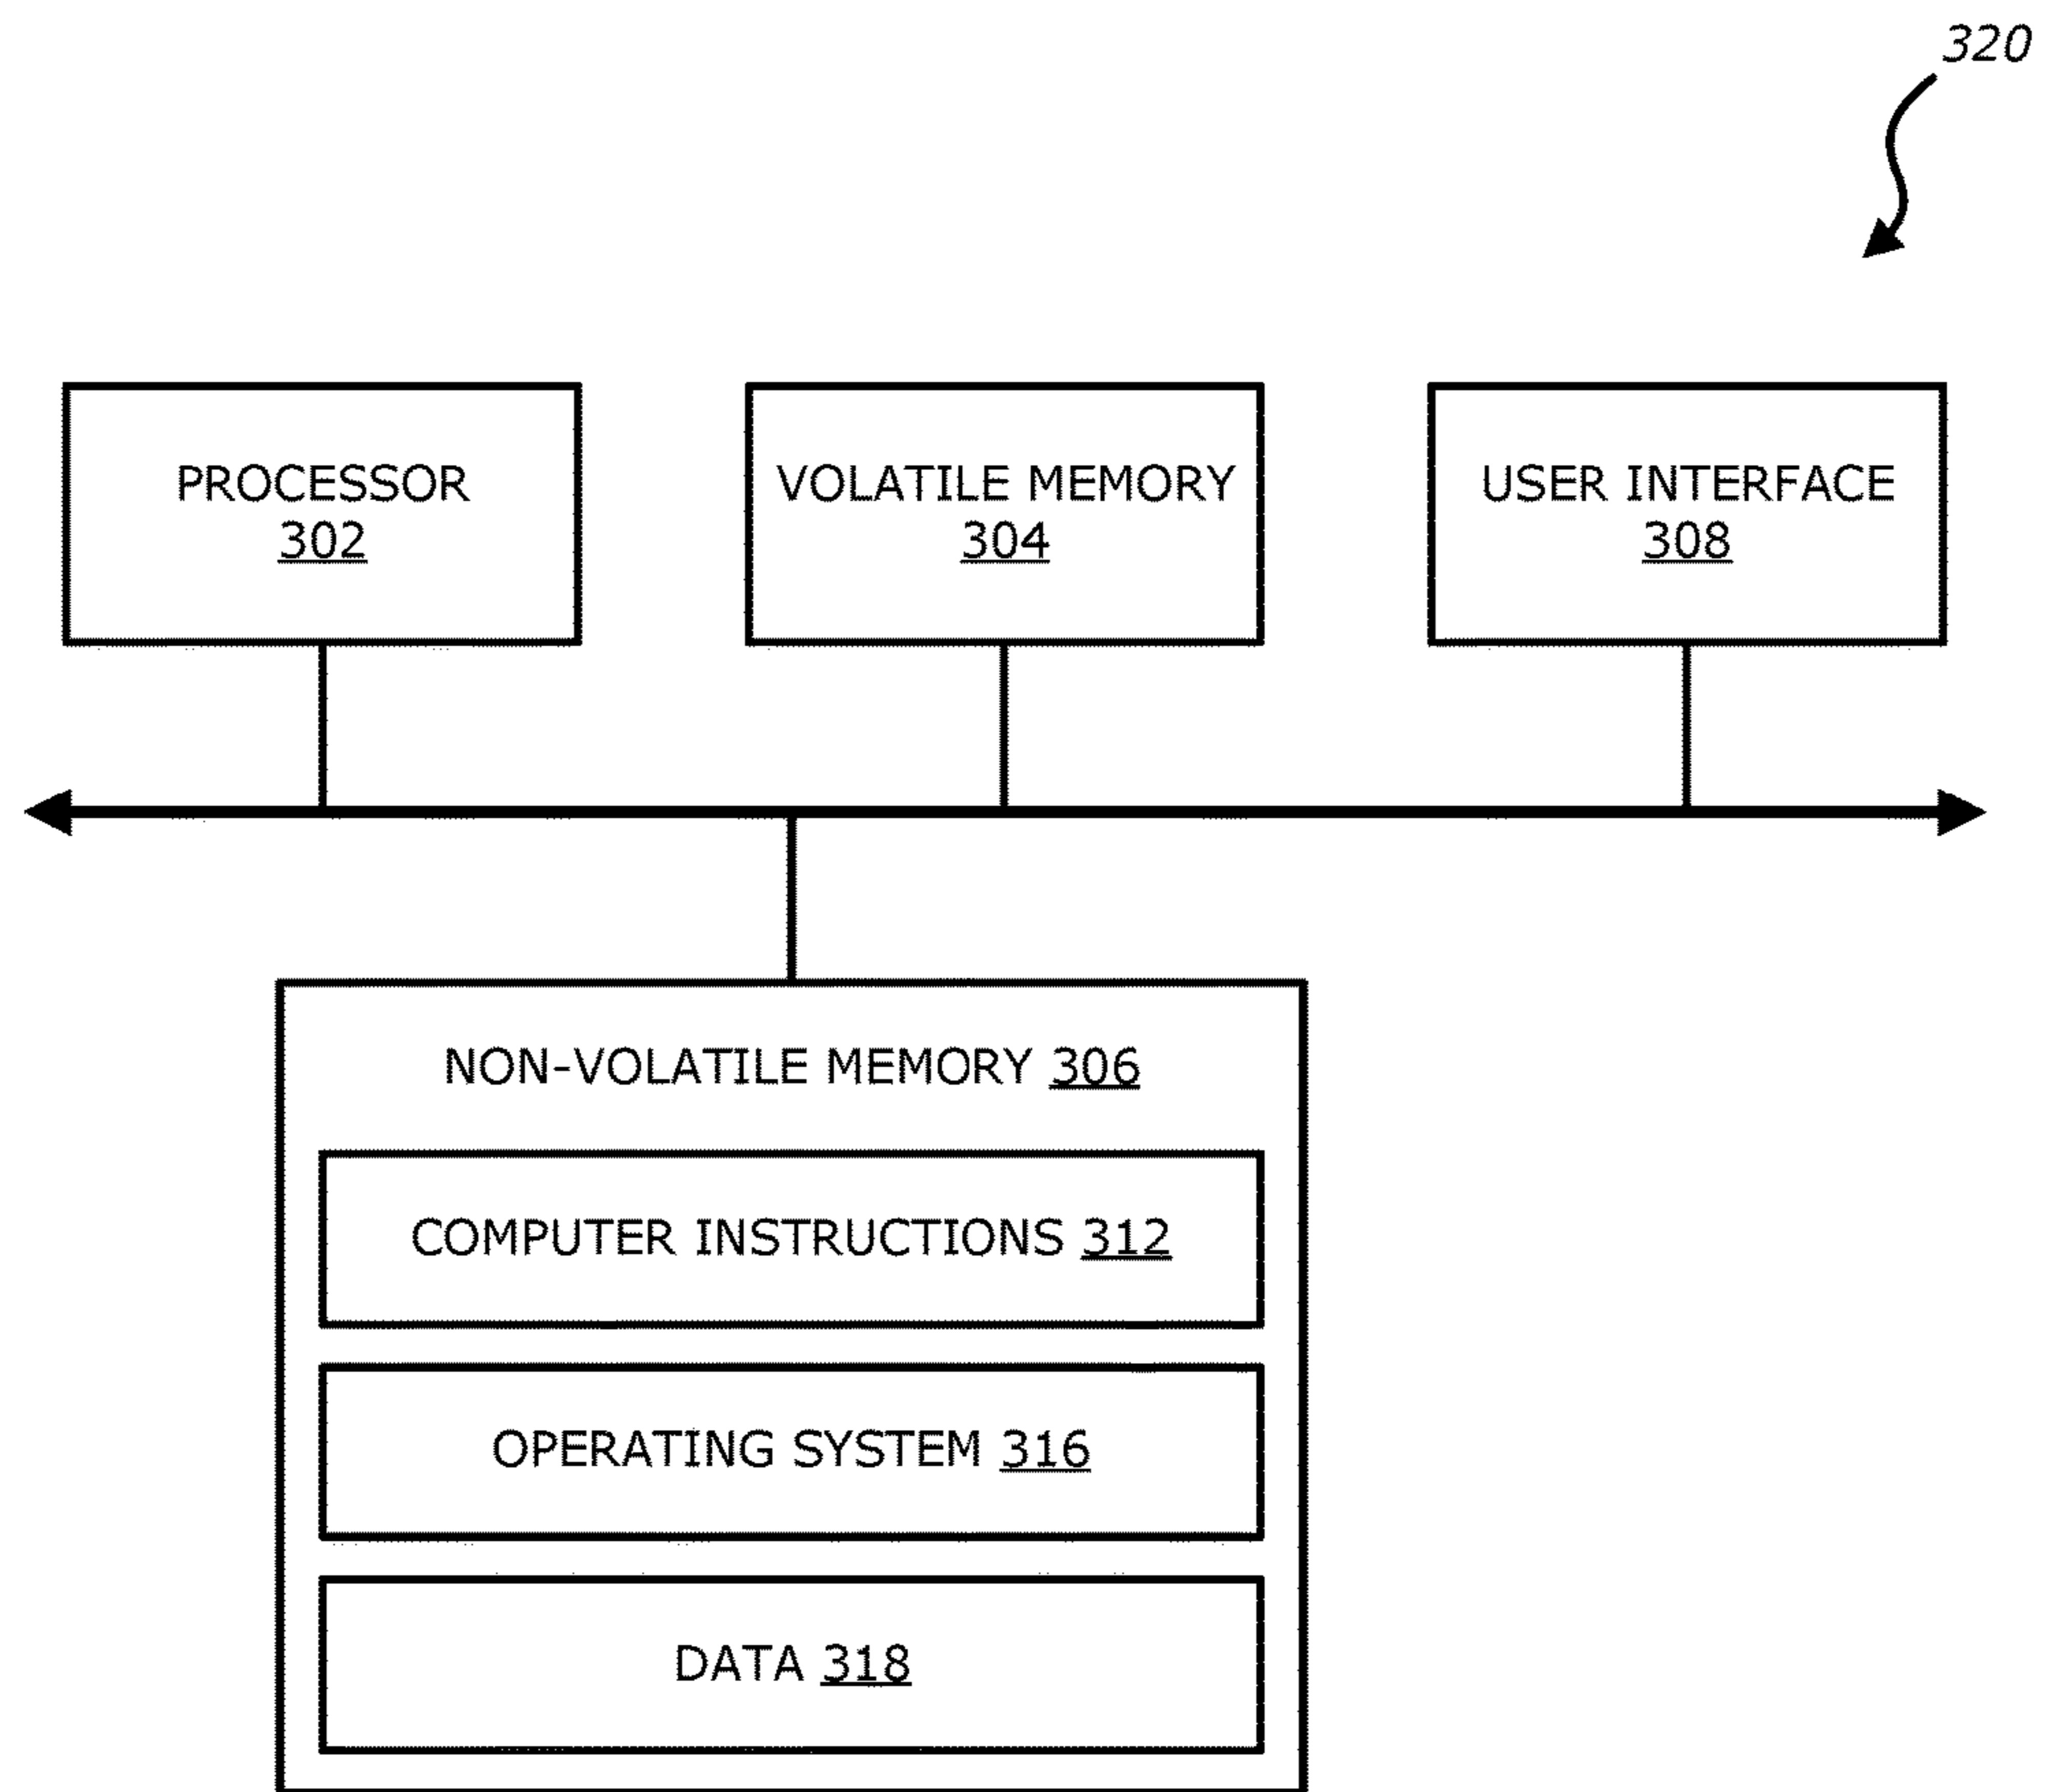 320
PROCESSOR
302
VOLATILE MEMORY
304
USER INTERFACE
308
NON-VOLATILE MEMORY 306
COMPUTER INSTRUCTIONS 312
OPERATING SYSTEM 316
DATA 318